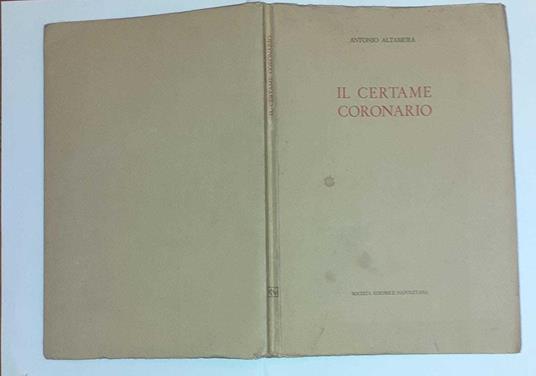 ANTONIO ALTAMURA
IL CERTAME
CORONARIO
SOCIETÀ EDITRICE NAPOLETANA
IL CERTAME CORONARIO